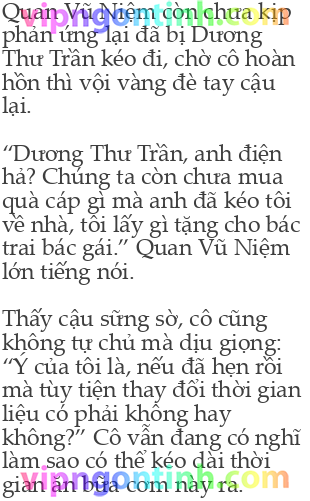 Quan Vũ Niệm còn chưa kịp
phản ứng lại đã bị Dương
Thư Trần kéo đi, chờ cô hoàn
hồn thì vội vàng đè tay cậu
lại.
“Dương Thư Trần, anh điện
hả? Chúng ta còn chưa mua
quà cáp gì mà anh đã kéo tôi
về nhà, tôi lấy gì tặng cho bác
trai bác gái.” Quan Vũ Niệm
lớn tiếng nói.
Thấy cậu sững sờ, cô cũng
không tự chủ mà dịu giọng:
“Ý của tôi là, nếu đã hẹn rồi
mà tùy tiện thay đổi thời gian
liệu có phải không hay
không?” Cô vẫn đang có nghĩ
làm sao có thể kéo dài thời
gian ăn bữa cơm này ra.
vipngontinh.com
vipngontinh.com